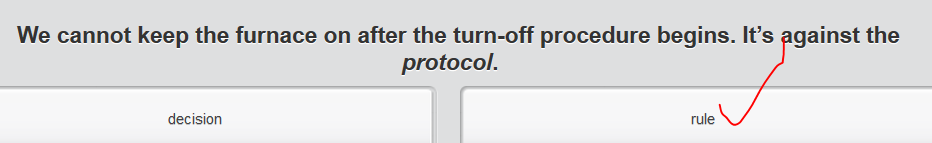 We cannot keep the furnace on after the turn-off procedure begins. It’s against the
protocol.
decision
rule